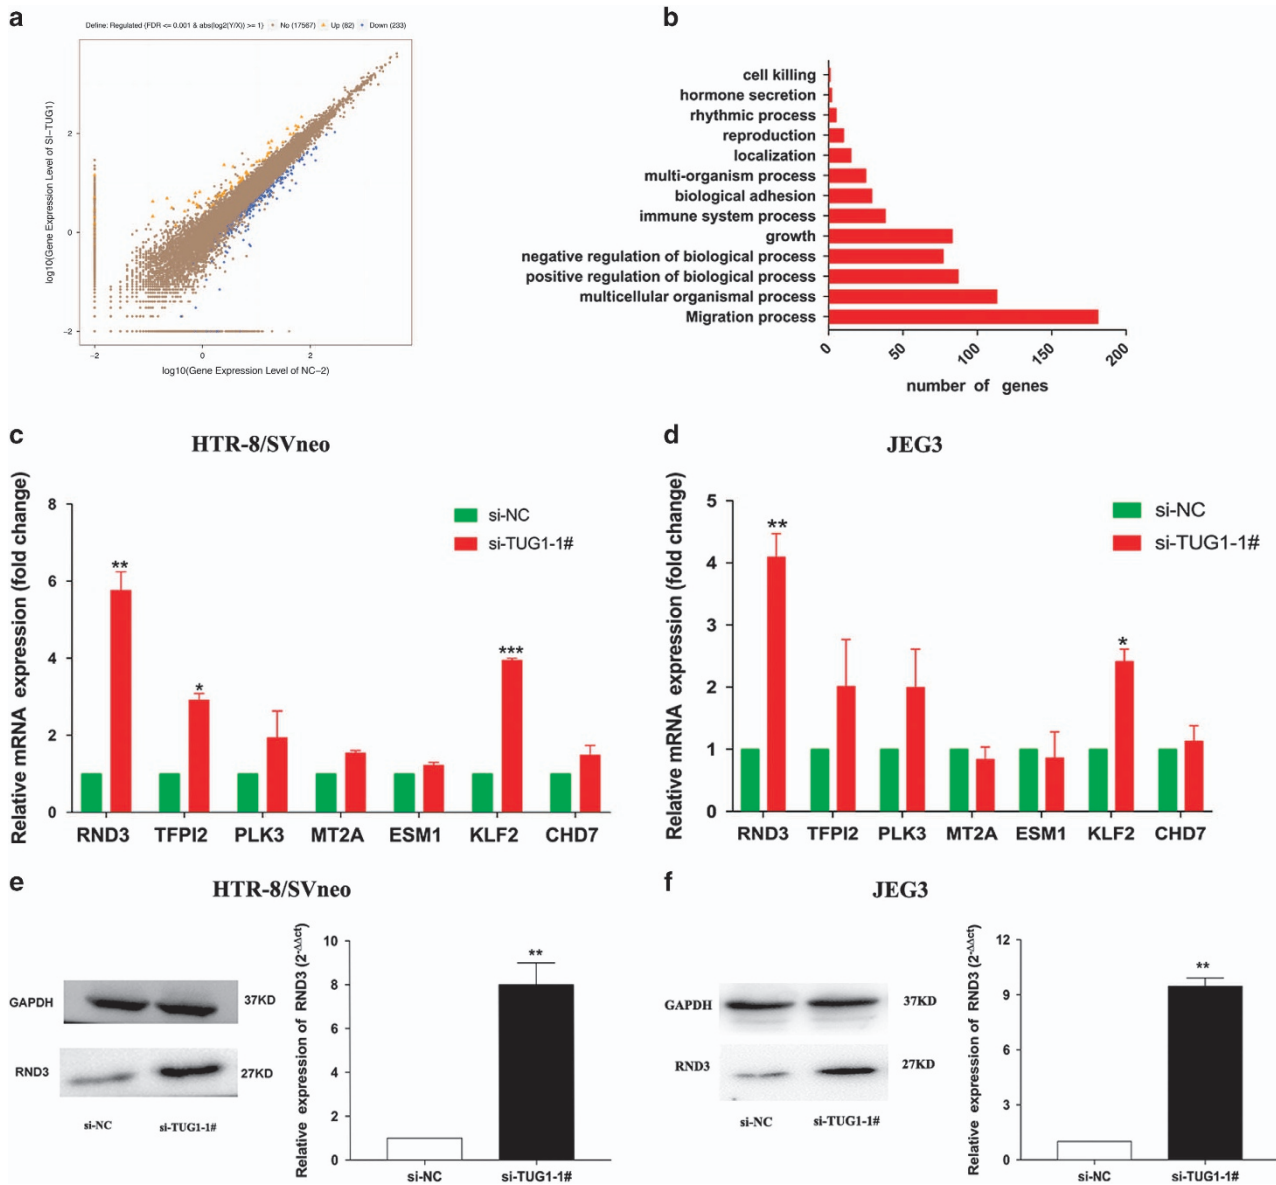 a
Define: Regulated {FDR <= 0.001 & abs(log2(Y/X)) >= 1} No (17567) Up (82) Down (233)
log10(Gene Expression Level of SI-TUG1)
2
0
-2
-2 0 2
log10(Gene Expression Level of NC-2)
b
cell killing
hormone secretion
rhythmic process
reproduction
localization
multi-organism process
biological adhesion
immune system process
growth
negative regulation of biological process
positive regulation of biological process
multicellular organismal process
Migration process
0 50 100 150 200
number of genes
c
HTR-8/SVneo
Relative mRNA expression (fold change)
8
6
4
2
0
si-NC
si-TUG1-1#
**
*
***
RND3 TFPI2 PLK3 MT2A ESM1 KLF2 CHD7
d
JEG3
Relative mRNA expression (fold change)
5
4
3
2
1
0
si-NC
si-TUG1-1#
**
*
RND3 TFPI2 PLK3 MT2A ESM1 KLF2 CHD7
e
HTR-8/SVneo
GAPDH 37KD
RND3 27KD
si-NC si-TUG1-1#
Relative expression of RND3 (2-ΔΔct)
10
8
6
4
2
0
**
si-NC si-TUG1-1#
f
JEG3
GAPDH 37KD
RND3 27KD
si-NC si-TUG1-1#
Relative expression of RND3 (2-ΔΔct)
12
9
6
3
0
**
si-NC si-TUG1-1#